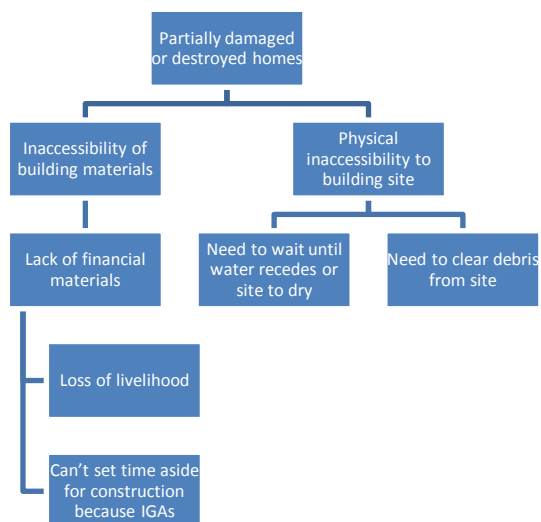 Partially damaged
or destroyed homes
Inaccessibility of
building materials
Physical
inaccessibility to
building site
Lack of financial
materials
Need to wait until
water recedes or
site to dry
Need to clear debris
from site
Loss of livelihood
Can't set time aside
for construction
because IGAs